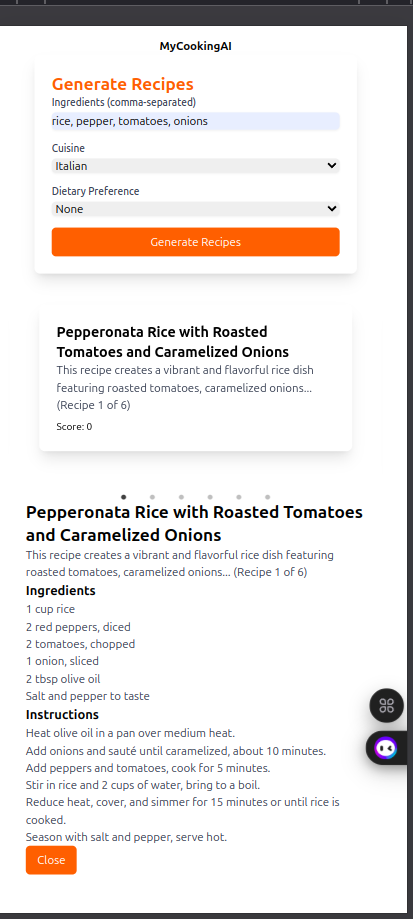 MyCookingAI
Generate Recipes
Ingredients (comma-separated)
rice, pepper, tomatoes, onions
Cuisine
Italian
Dietary Preference
None
Generate Recipes
Pepperonata Rice with Roasted
Tomatoes and Caramelized Onions
This recipe creates a vibrant and flavorful rice dish
featuring roasted tomatoes, caramelized onions...
(Recipe 1 of 6)
Score: 0
Pepperonata Rice with Roasted Tomatoes
and Caramelized Onions
This recipe creates a vibrant and flavorful rice dish featuring
roasted tomatoes, caramelized onions... (Recipe 1 of 6)
Ingredients
1 cup rice
2 red peppers, diced
2 tomatoes, chopped
1 onion, sliced
2 tbsp olive oil
Salt and pepper to taste
Instructions
Heat olive oil in a pan over medium heat.
Add onions and sauté until caramelized, about 10 minutes.
Add peppers and tomatoes, cook for 5 minutes.
Stir in rice and 2 cups of water, bring to a boil.
Reduce heat, cover, and simmer for 15 minutes or until rice is
cooked.
Season with salt and pepper, serve hot.
Close